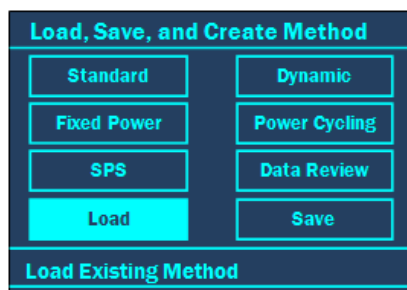 Load, Save, and Create Method
Standard Dynamic
Fixed Power Power Cycling
SPS Data Review
Load Save
Load Existing Method